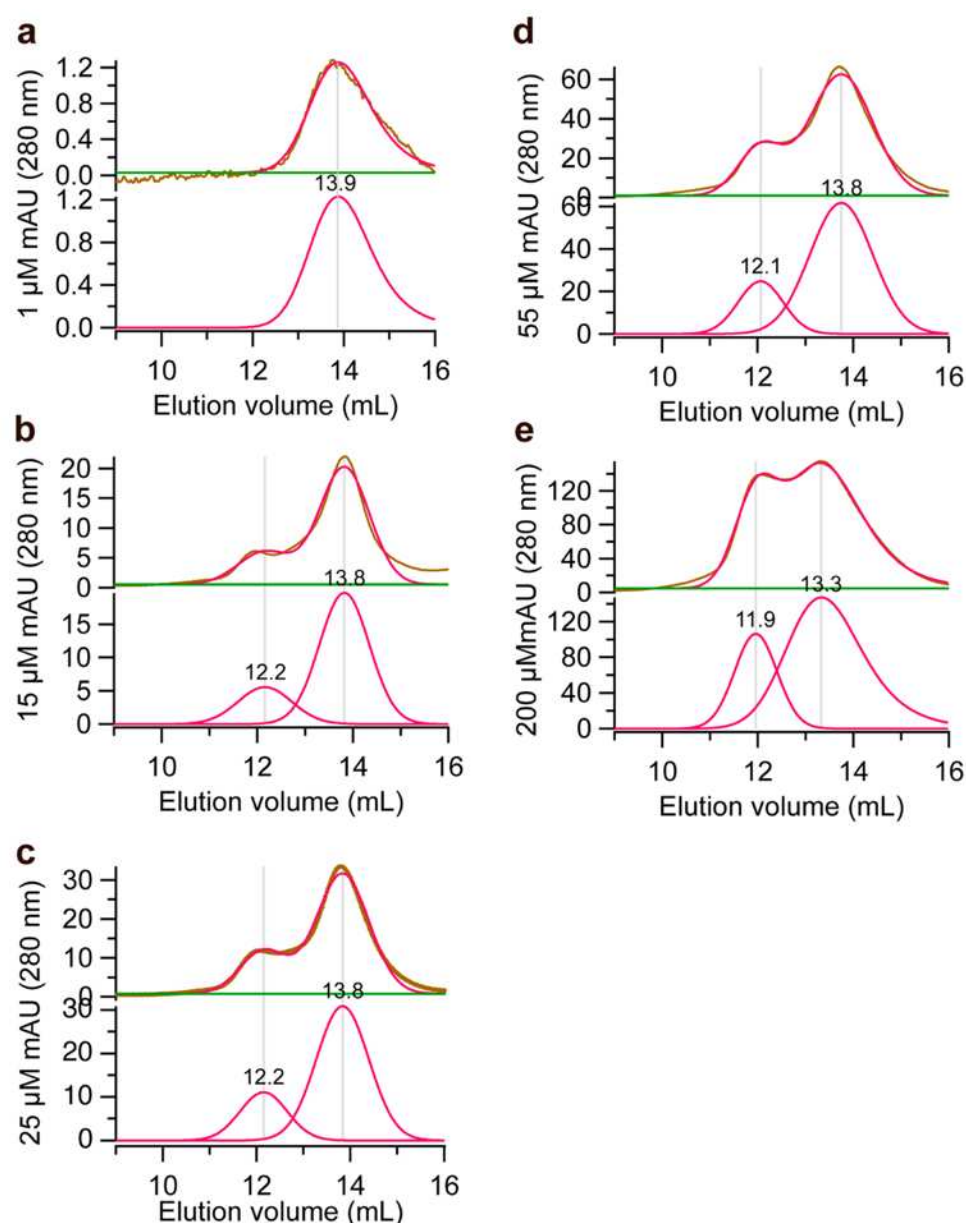 a
1 µM mAU (280 nm)
1.2
0.8
0.4
0.0
13.9
1.2
0.8
0.4
0.0
10 12 14 16
Elution volume (mL)
b
15 µM mAU (280 nm)
20
15
10
5
0
13.8
15
10
5
0
12.2
10 12 14 16
Elution volume (mL)
c
25 µM mAU (280 nm)
30
20
10
0
13.8
30
20
10
0
12.2
10 12 14 16
Elution volume (mL)
d
55 µM mAU (280 nm)
60
40
20
0
13.8
60
40
20
0
12.1
10 12 14 16
Elution volume (mL)
e
200 µMmAU (280 nm)
120
80
40
0
13.3
120
80
40
0
11.9
10 12 14 16
Elution volume (mL)